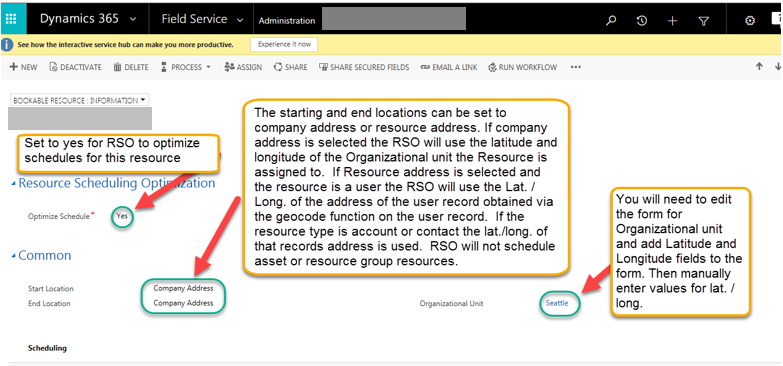 Dynamics 365 Field Service Administration
See how the interactive service hub can make you more productive. Experience it now
NEW DEACTIVATE DELETE PROCESS ASSIGN SHARE SHARE SECURED FIELDS EMAIL A LINK RUN WORKFLOW
BOOKABLE RESOURCE : INFORMATION
Set to yes for RSO to optimize
schedules for this resource
The starting and end locations can be set to
company address or resource address. If company
address is selected the RSO will use the latitude and
longitude of the Organizational unit the Resource is
assigned to. If Resource address is selected and
the resource is a user the RSO will use the Lat. /
Long. of the address of the user record obtained via
the geocode function on the user record. If the
resource type is account or contact the lat./long. of
that records address is used. RSO will not schedule
asset or resource group resources.
You will need to edit
the form for
Organizational unit
and add Latitude and
Longitude fields to the
form. Then manually
enter values for lat. /
long.
Resource Scheduling Optimization
Optimize Schedule* Yes
Common
Start Location Company Address
End Location Company Address
Organizational Unit Seattle
Scheduling